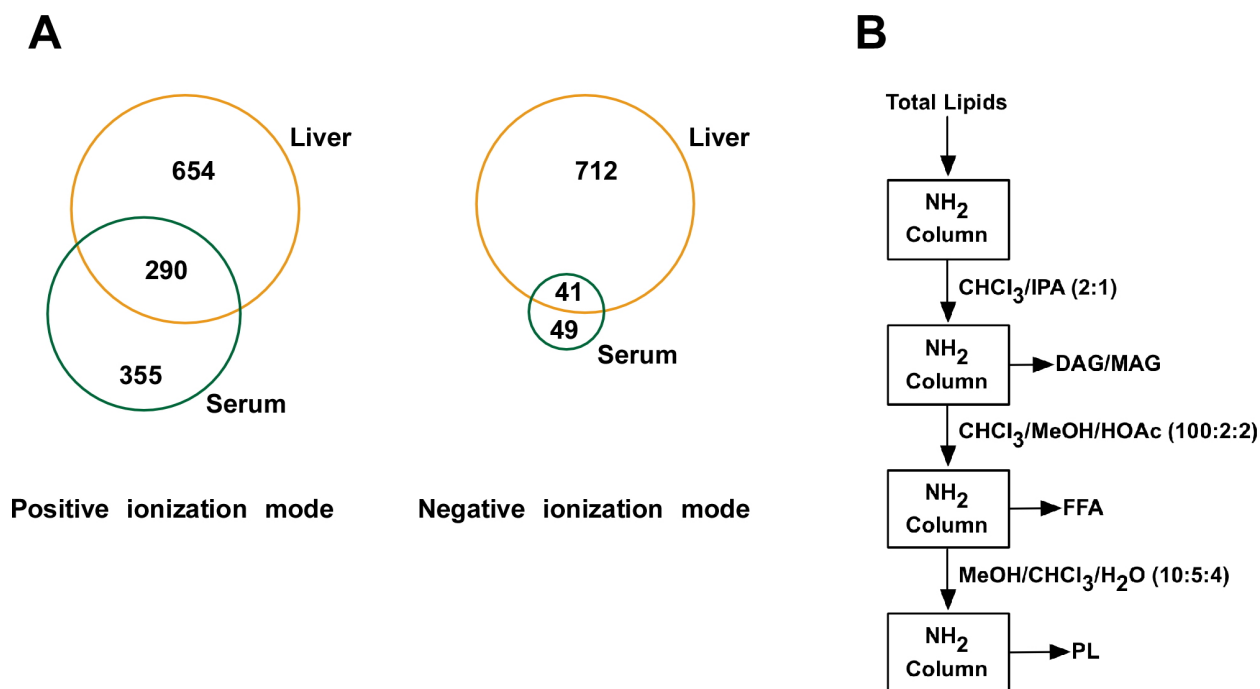 A
Liver
654
290
355
Serum
Positive ionization mode
Liver
712
41
49
Serum
Negative ionization mode
B
Total Lipids
NH2
Column
CHCl3/IPA (2:1)
NH2
Column
DAG/MAG
CHCl3/MeOH/HOAc (100:2:2)
NH2
Column
FFA
MeOH/CHCl3/H2O (10:5:4)
NH2
Column
PL